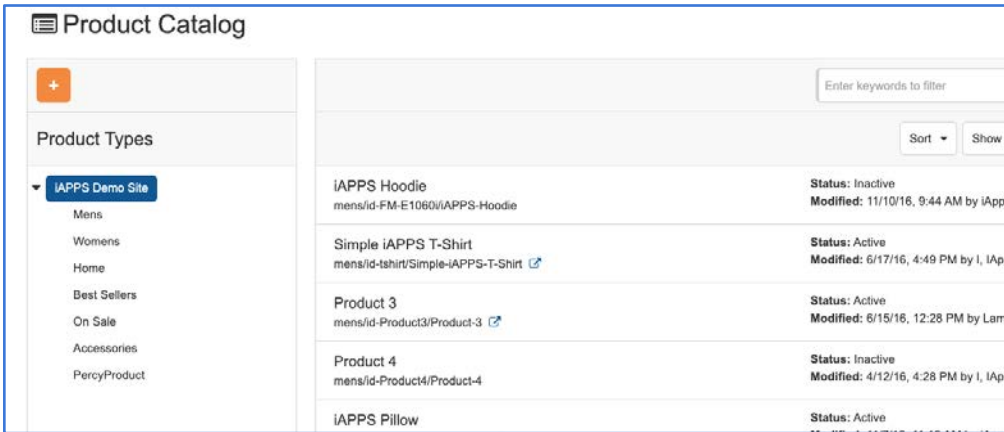 Product Catalog
+
Enter keywords to filter
Product Types
Sort
Show
iAPPS Demo Site
Mens
Womens
Home
Best Sellers
On Sale
Accessories
PercyProduct
iAPPS Hoodie
mens/id-FM-E1060i/iAPPS-Hoodie
Status: Inactive
Modified: 11/10/16, 9:44 AM by iApp
Simple iAPPS T-Shirt
mens/id-tshirt/Simple-iAPPS-T-Shirt
Status: Active
Modified: 6/17/16, 4:49 PM by I, IAp
Product 3
mens/id-Product3/Product-3
Status: Active
Modified: 6/15/16, 12:28 PM by Lam
Product 4
mens/id-Product4/Product-4
Status: Inactive
Modified: 4/12/16, 4:28 PM by I, IAp
iAPPS Pillow
Status: Active